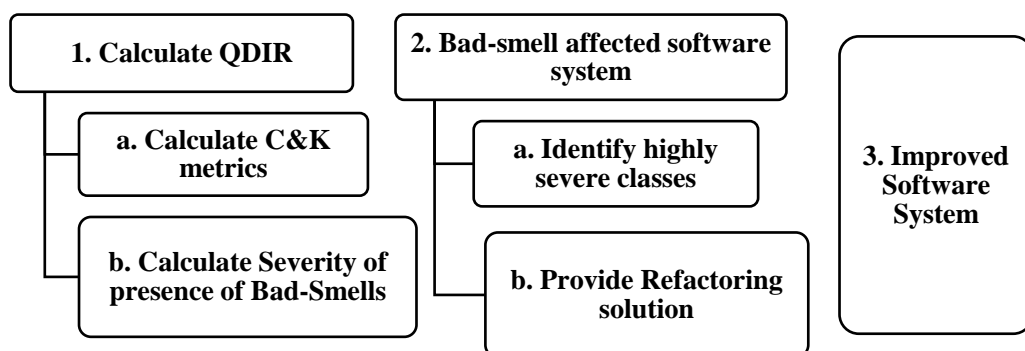 1. Calculate QDIR
a. Calculate C&K
metrics
b. Calculate Severity of
presence of Bad-Smells
2. Bad-smell affected software
system
a. Identify highly
severe classes
b. Provide Refactoring
solution
3. Improved
Software
System